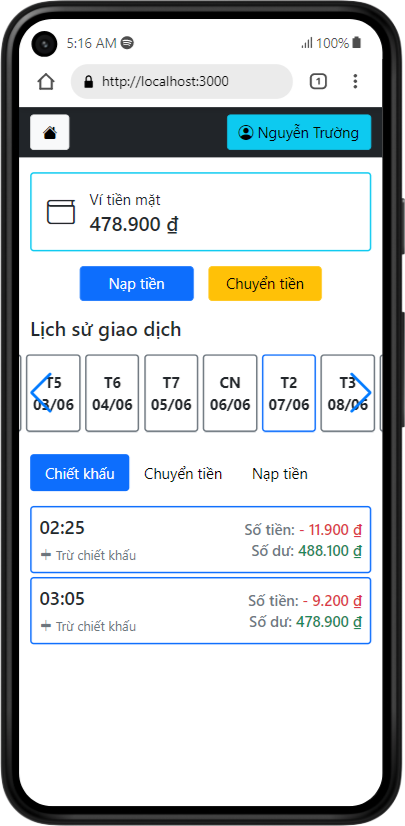 5:16 AM
100%
http://localhost:3000
1
Nguyễn Trường
Ví tiền mặt
478.900 ₫
Nạp tiền
Chuyển tiền
Lịch sử giao dịch
T5 T6 T7 CN T2 T3
03/06 04/06 05/06 06/06 07/06 08/06
Chiết khấu Chuyển tiền Nạp tiền
02:25
Số tiền: - 11.900 ₫
Trừ chiết khấu
Số dư: 488.100 ₫
03:05
Số tiền: - 9.200 ₫
Trừ chiết khấu
Số dư: 478.900 ₫